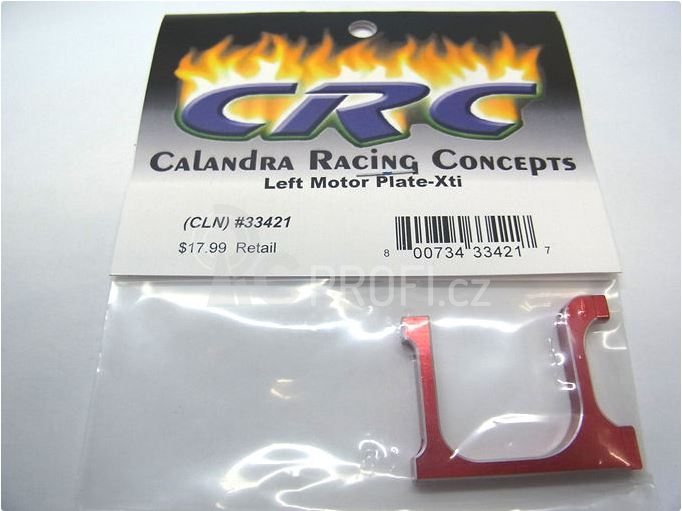 CRC
CALANDRA RACING CONCEPTS
Left Motor Plate-Xti
(CLN) #33421
$17.99 Retail
8 00734 33421 7
PROFI.cz